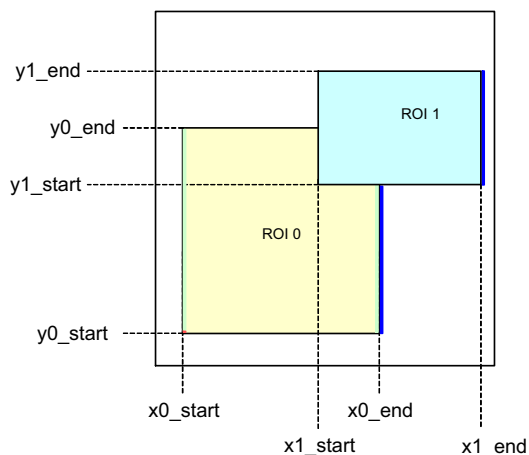 y1_end
ROI 1
y0_end
y1_start
ROI 0
y0_start
x0_start
x0_end
x1_start
x1_end